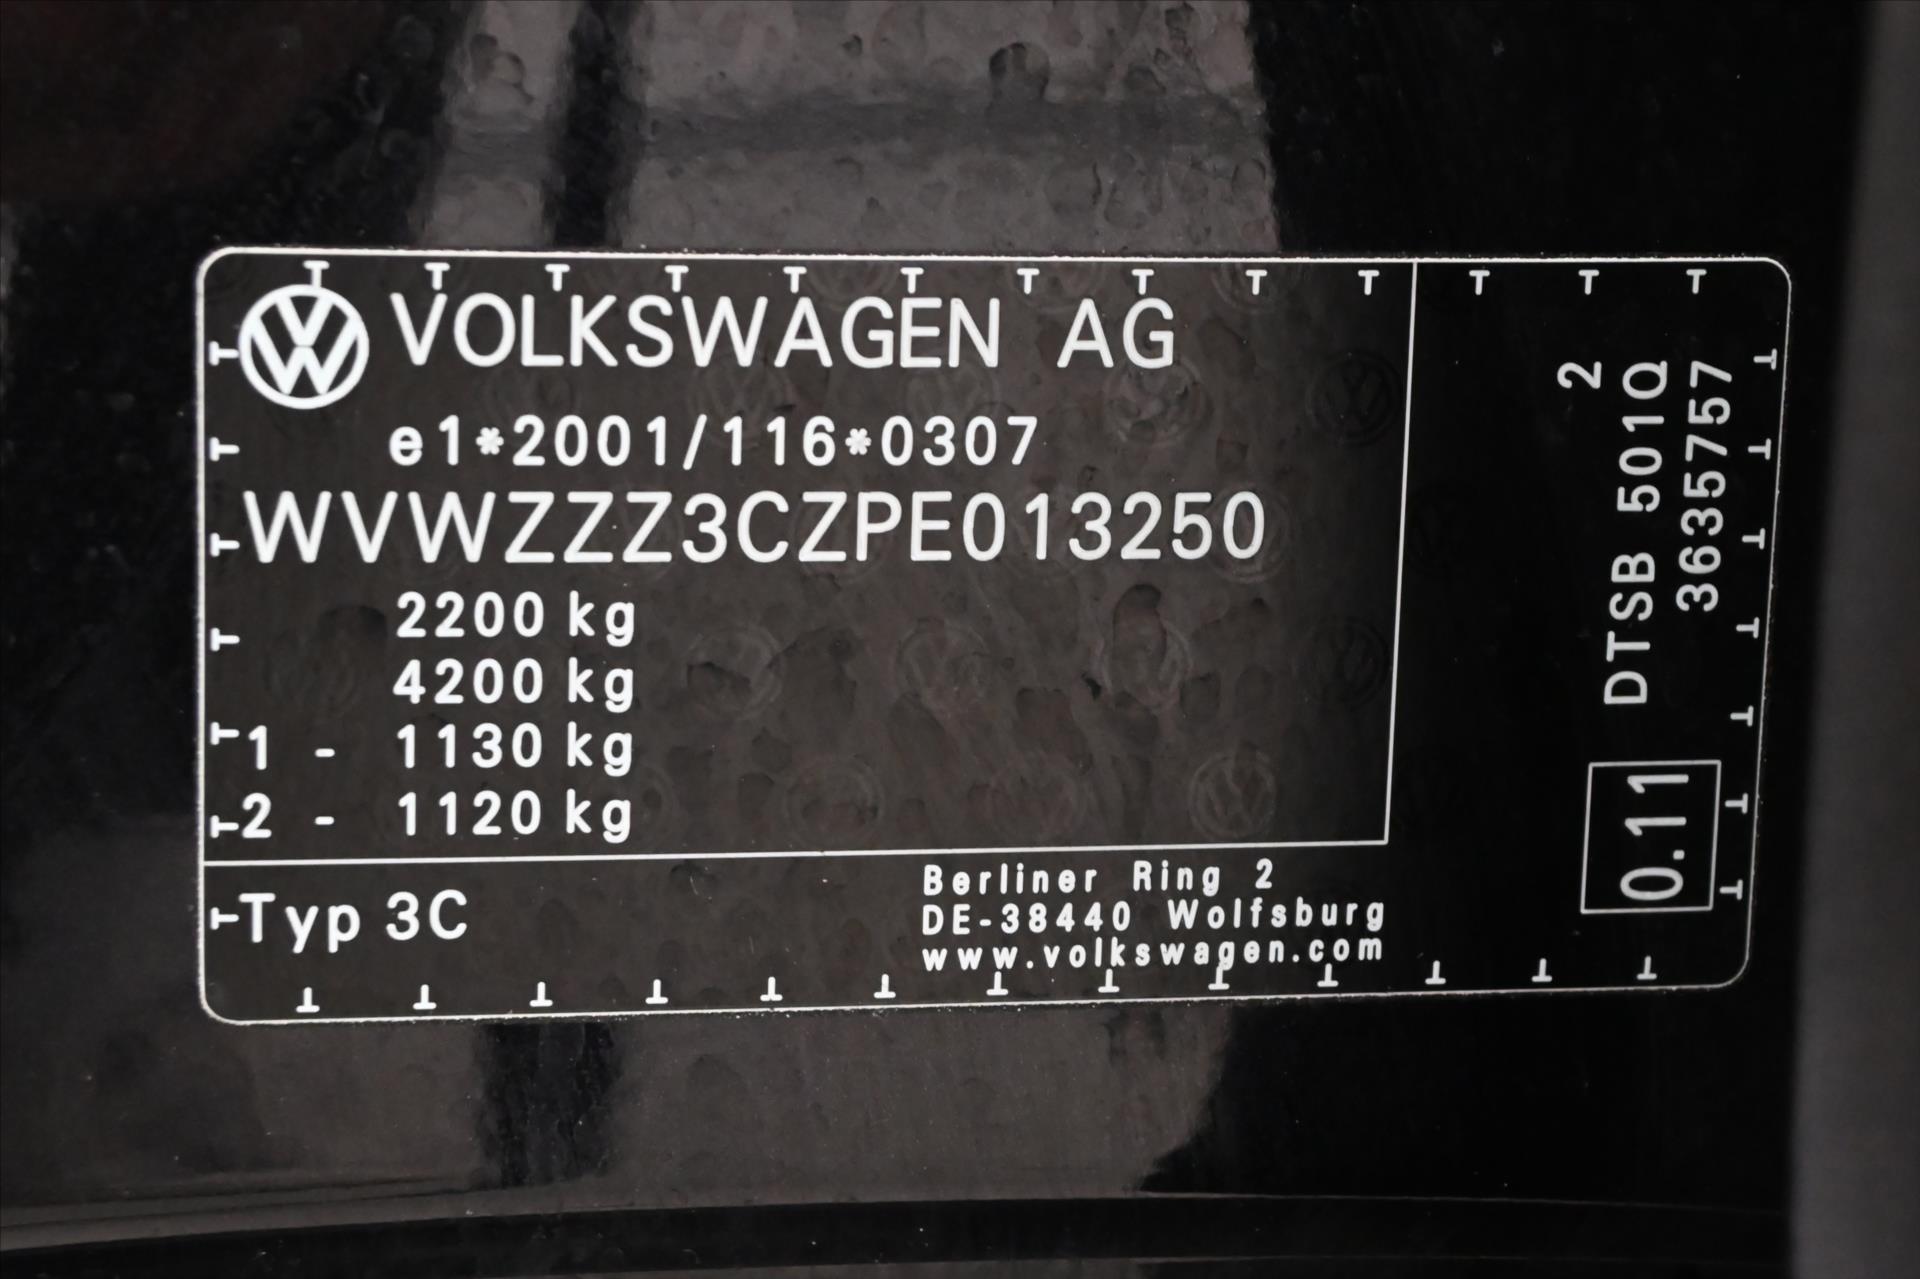 VOLKSWAGEN AG
e1*2001/116*0307
WVWZZZ3CZPE013250
2200 kg
4200 kg
1 - 1130 kg
2 - 1120 kg
Typ 3C
Berliner Ring 2
DE-38440 Wolfsburg
www.volkswagen.com
2
DTSB 501Q
3635757
0.11